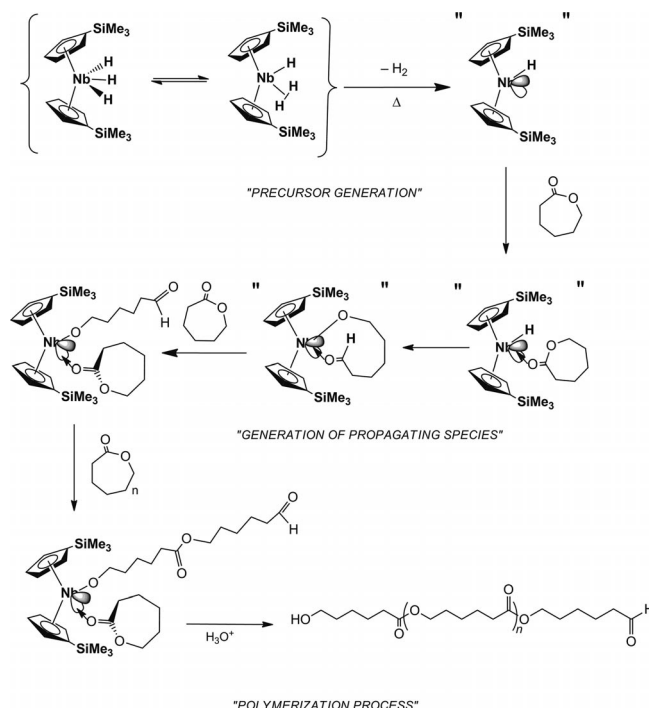 " "
SiMe3 SiMe3 SiMe3
H H H
Nb H Nb H – H2 Nb
H H Δ
SiMe3 SiMe3 SiMe3
"PRECURSOR GENERATION"
O
O
" " " "
SiMe3 O SiMe3 SiMe3
H O O
O O H H
Nb Nb O Nb O
O O
SiMe3 SiMe3 SiMe3
"GENERATION OF PROPAGATING SPECIES"
O
O
n
O
SiMe3 O H
O
Nb O O
O HO O O O H
O H3O+ O n O
SiMe3
"POLYMERIZATION PROCESS"